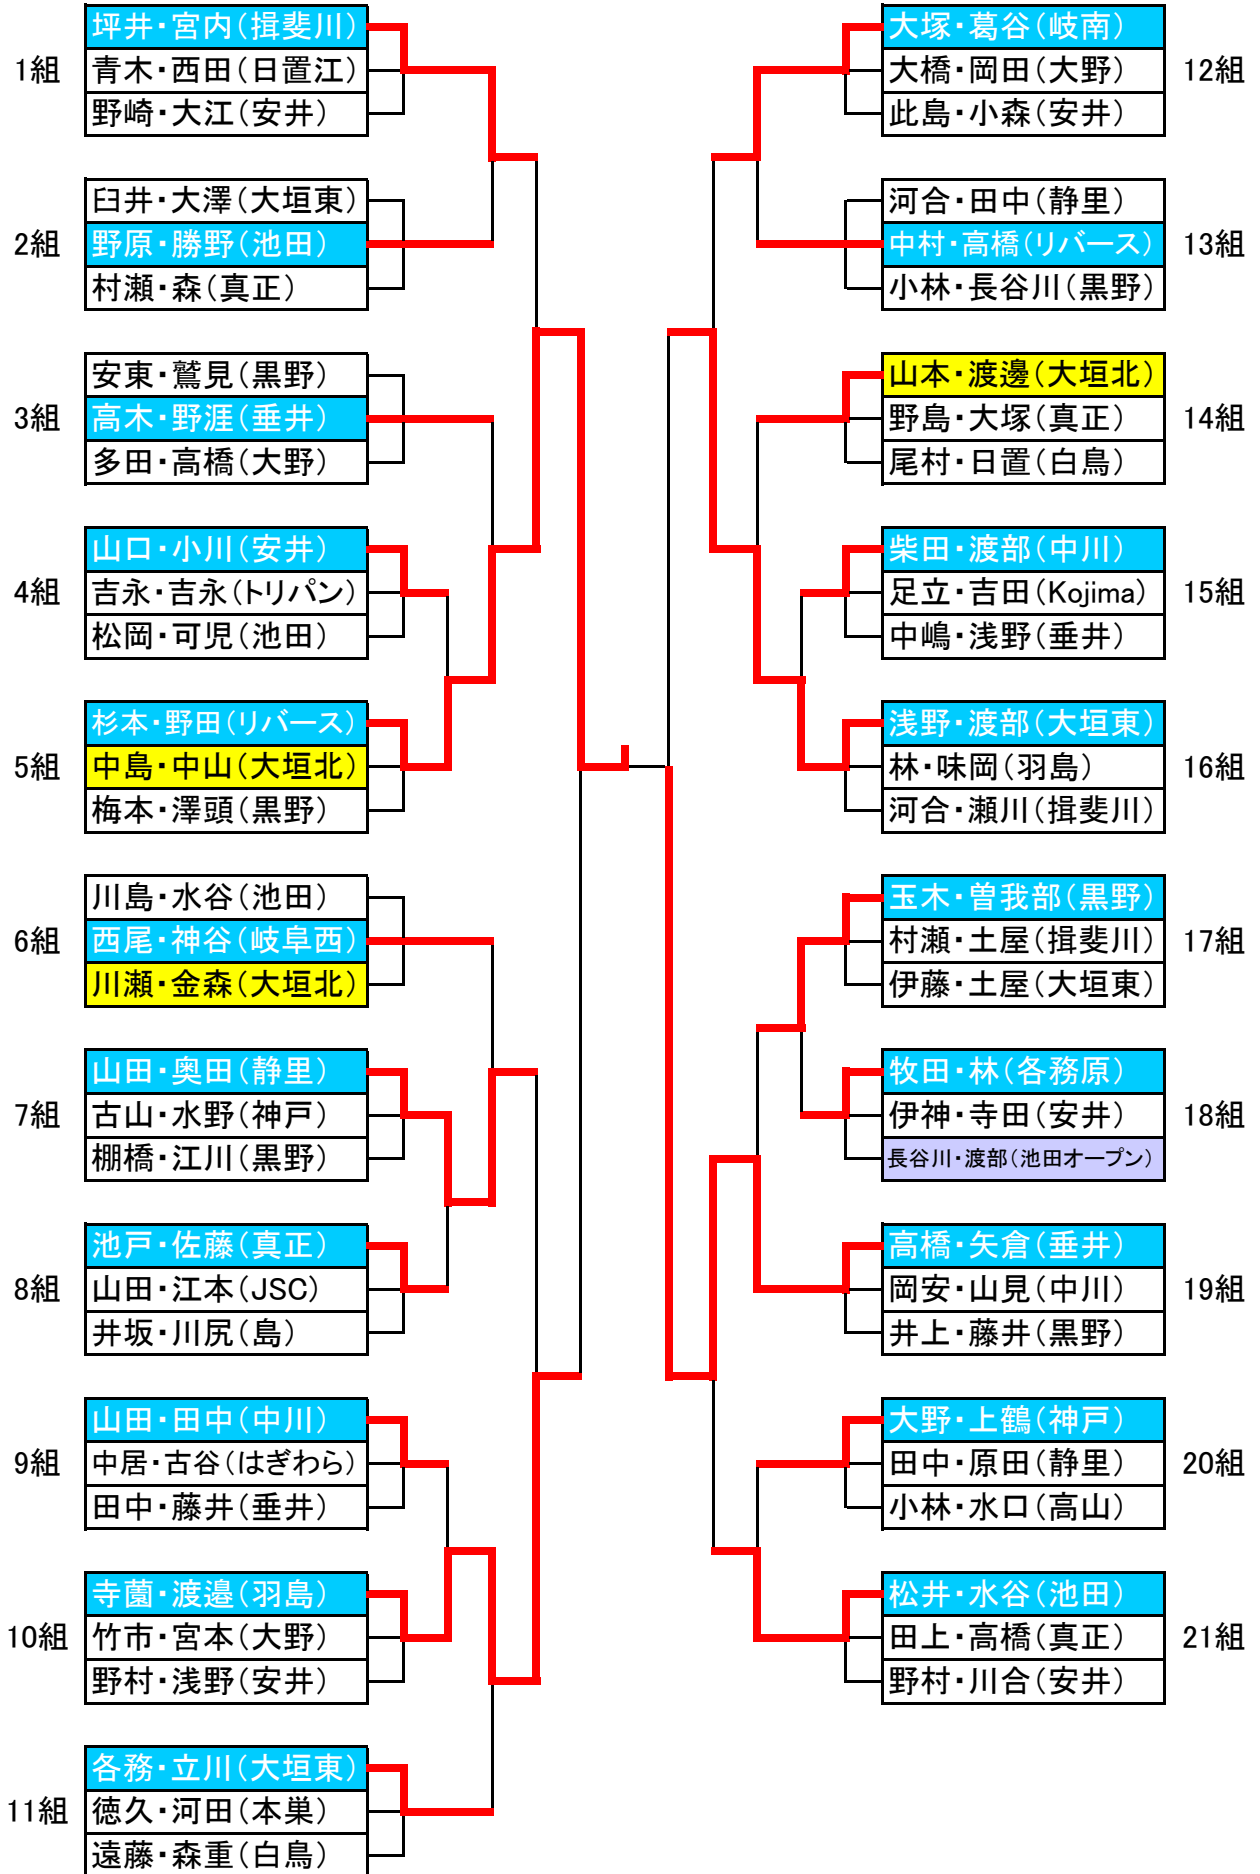 1組
坪井・宮内(揖斐川)
青木・西田(日置江)
野崎・大江(安井)
2組
臼井・大澤(大垣東)
野原・勝野(池田)
村瀬・森(真正)
3組
安東・鷲見(黒野)
高木・野涯(垂井)
多田・高橋(大野)
4組
山口・小川(安井)
吉永・吉永(トリパン)
松岡・可児(池田)
5組
杉本・野田(リバース)
中島・中山(大垣北)
梅本・澤頭(黒野)
6組
川島・水谷(池田)
西尾・神谷(岐阜西)
川瀬・金森(大垣北)
7組
山田・奥田(静里)
古山・水野(神戸)
棚橋・江川(黒野)
8組
池戸・佐藤(真正)
山田・江本(JSC)
井坂・川尻(島)
9組
山田・田中(中川)
中居・古谷(はぎわら)
田中・藤井(垂井)
10組
寺薗・渡邉(羽島)
竹市・宮本(大野)
野村・浅野(安井)
11組
各務・立川(大垣東)
徳久・河田(本巣)
遠藤・森重(白鳥)
大塚・葛谷(岐南)
大橋・岡田(大野)
此島・小森(安井)
12組
河合・田中(静里)
中村・高橋(リバース)
小林・長谷川(黒野)
13組
山本・渡邊(大垣北)
野島・大塚(真正)
尾村・日置(白鳥)
14組
柴田・渡部(中川)
足立・吉田(Kojima)
中嶋・浅野(垂井)
15組
浅野・渡部(大垣東)
林・味岡(羽島)
河合・瀬川(揖斐川)
16組
玉木・曽我部(黒野)
村瀬・土屋(揖斐川)
伊藤・土屋(大垣東)
17組
牧田・林(各務原)
伊神・寺田(安井)
長谷川・渡部(池田オープン)
18組
高橋・矢倉(垂井)
岡安・山見(中川)
井上・藤井(黒野)
19組
大野・上鶴(神戸)
田中・原田(静里)
小林・水口(高山)
20組
松井・水谷(池田)
田上・高橋(真正)
野村・川合(安井)
21組